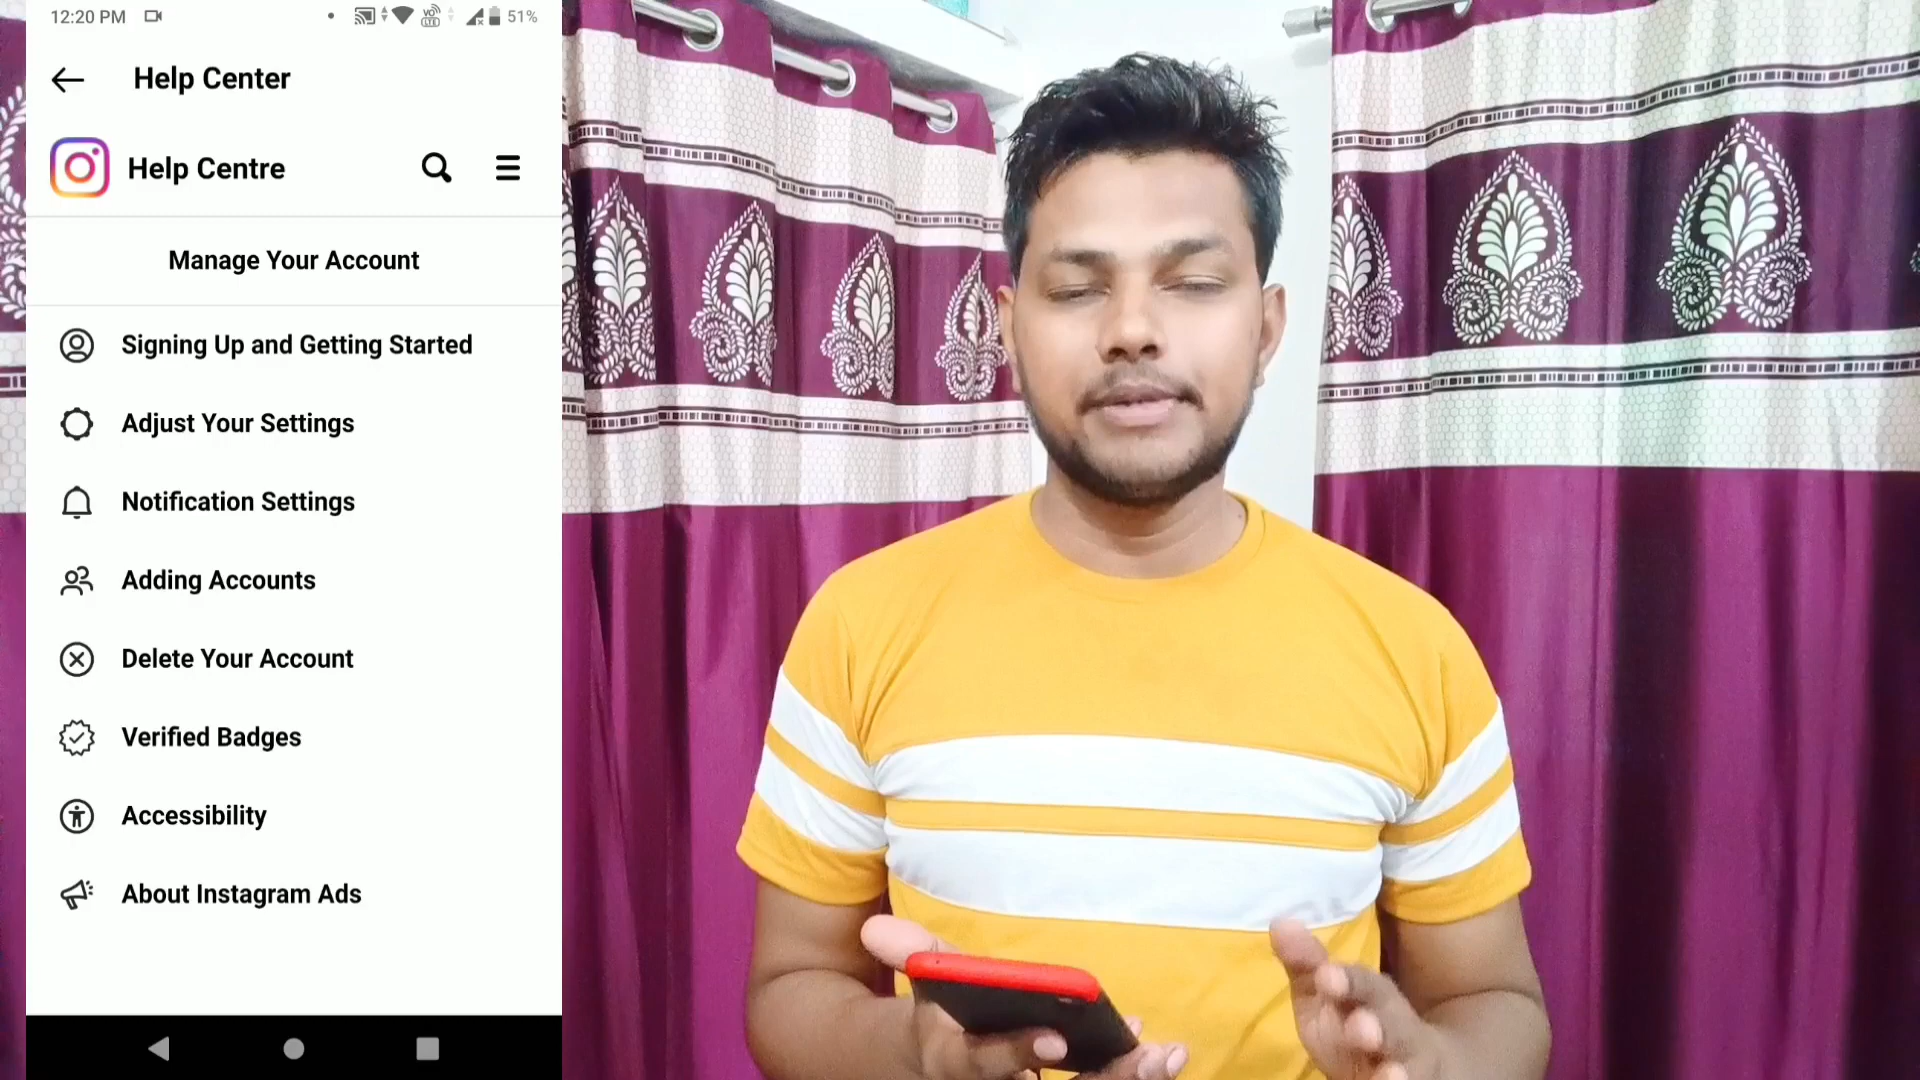 12:20 PM
51%
Help Center
Help Centre
Manage Your Account
Signing Up and Getting Started
Adjust Your Settings
Notification Settings
Adding Accounts
Delete Your Account
Verified Badges
Accessibility
About Instagram Ads